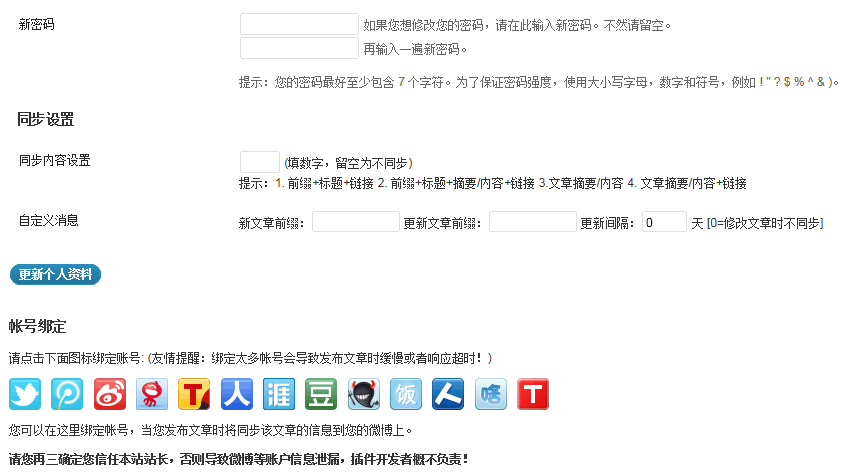 新密码
如果您想修改您的密码，请在此输入新密码。不然请留空。
再输入一遍新密码。
提示：您的密码最好至少包含 7 个字符。为了保证密码强度，使用大小写字母，数字和符号，例如 ! " ? $ % ^ & )。
同步设置
同步内容设置
(填数字，留空为不同步)
提示：1. 前缀+标题+链接 2. 前缀+标题+摘要/内容+链接 3.文章摘要/内容 4. 文章摘要/内容+链接
自定义消息
新文章前缀： 更新文章前缀： 更新间隔： 0 天 [0=修改文章时不同步]
更新个人资料
帐号绑定
请点击下面图标绑定账号: (友情提醒：绑定太多帐号会导致发布文章时缓慢或者响应超时！)
T 人 涯 豆 饭 人 啥 T
您可以在这里绑定帐号，当您发布文章时将同步该文章的信息到您的微博上。
请您再三确定您信任本站站长，否则导致微博等账户信息泄漏，插件开发者概不负责！